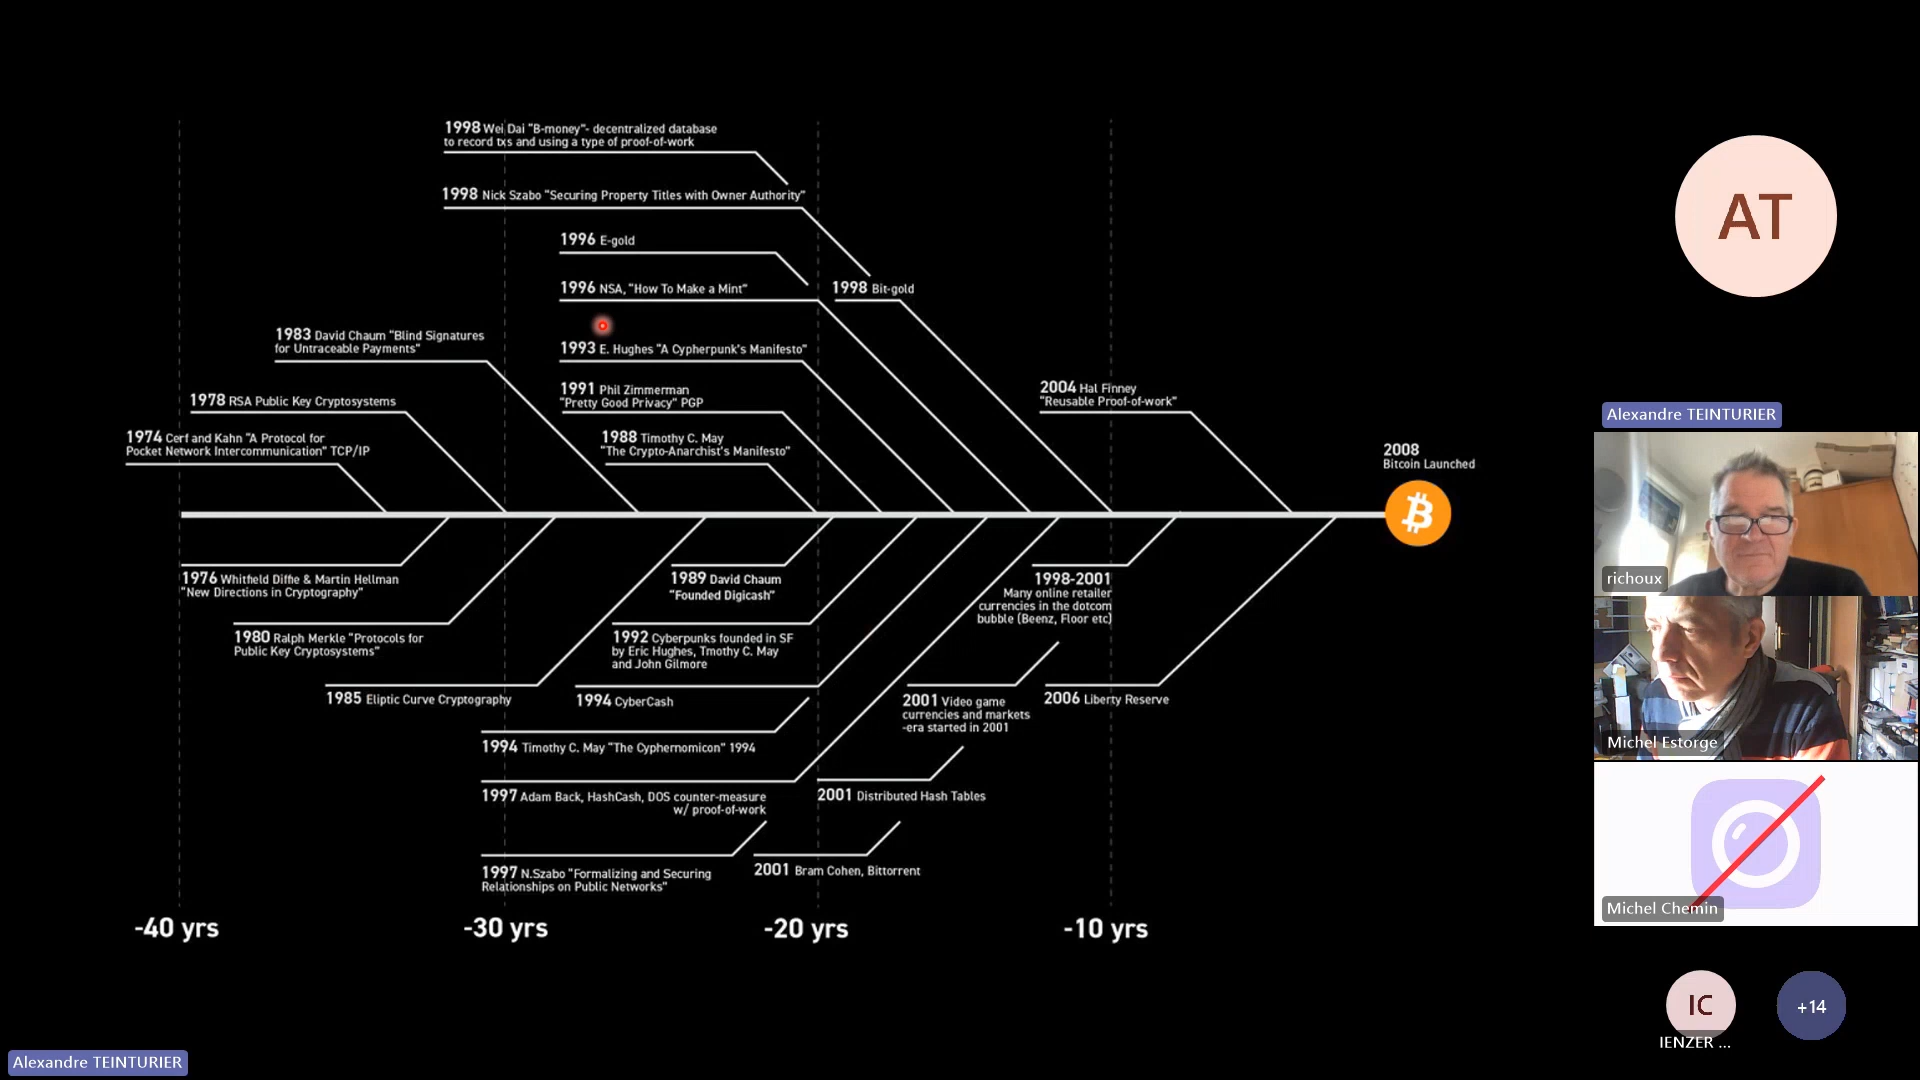 1998 Wei Dai "B-money"- decentralized database
to record txs and using a type of proof-of-work
1998 Nick Szabo "Securing Property Titles with Owner Authority"
1996 E-gold
1996 NSA, "How To Make a Mint"
1998 Bit-gold
1983 David Chaum "Blind Signatures
for Untraceable Payments"
1993 E. Hughes "A Cypherpunk's Manifesto"
1991 Phil Zimmerman
"Pretty Good Privacy" PGP
2004 Hal Finney
"Reusable Proof-of-work"
1978 RSA Public Key Cryptosystems
1974 Cerf and Kahn "A Protocol for
Pocket Network Intercommunication" TCP/IP
1988 Timothy C. May
"The Crypto-Anarchist's Manifesto"
2008
Bitcoin Launched
1976 Whitfield Diffie & Martin Hellman
"New Directions in Cryptography"
1989 David Chaum
"Founded Digicash"
1998-2001
Many online retailer
currencies in the dotcom
bubble (Beenz, Floor etc)
1980 Ralph Merkle "Protocols for
Public Key Cryptosystems"
1992 Cyberpunks founded in SF
by Eric Hughes, Tmothy C. May
and John Gilmore
1985 Eliptic Curve Cryptography
1994 CyberCash
2001 Video game
currencies and markets
-era started in 2001
2006 Liberty Reserve
1994 Timothy C. May "The Cyphernomicon" 1994
1997 Adam Back, HashCash, DOS counter-measure
w/ proof-of-work
2001 Distributed Hash Tables
1997 N.Szabo "Formalizing and Securing
Relationships on Public Networks"
2001 Bram Cohen, Bittorrent
-40 yrs
-30 yrs
-20 yrs
-10 yrs
AT
Alexandre TEINTURIER
richoux
Michel Estorge
Michel Chemin
IC
IENZER ...
+14
Alexandre TEINTURIER